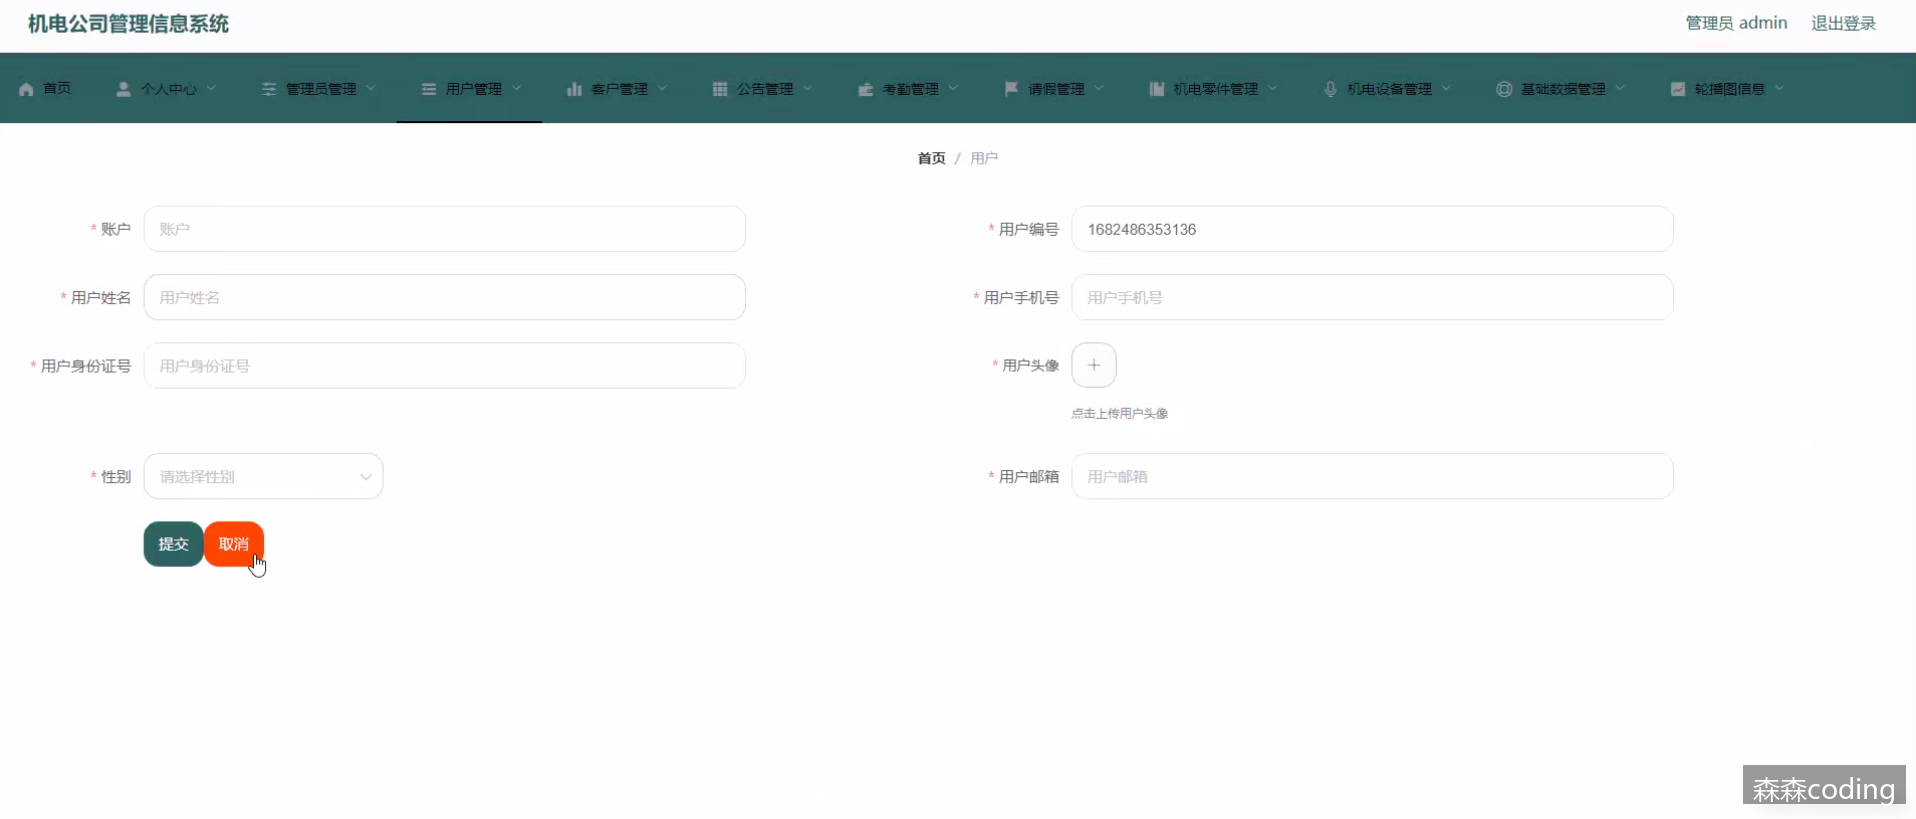 机电公司管理信息系统
管理员 admin 退出登录
首页 个人中心 管理员管理 用户管理 客户管理 公告管理 考勤管理 请假管理 机电零件管理 机电设备管理 基础数据管理 轮播图信息
首页 / 用户
* 账户 账户 * 用户编号 1682486353136
* 用户姓名 用户姓名 * 用户手机号 用户手机号
* 用户身份证号 用户身份证号 * 用户头像 +
点击上传用户头像
* 性别 请选择性别 * 用户邮箱 用户邮箱
提交 取消
森森coding